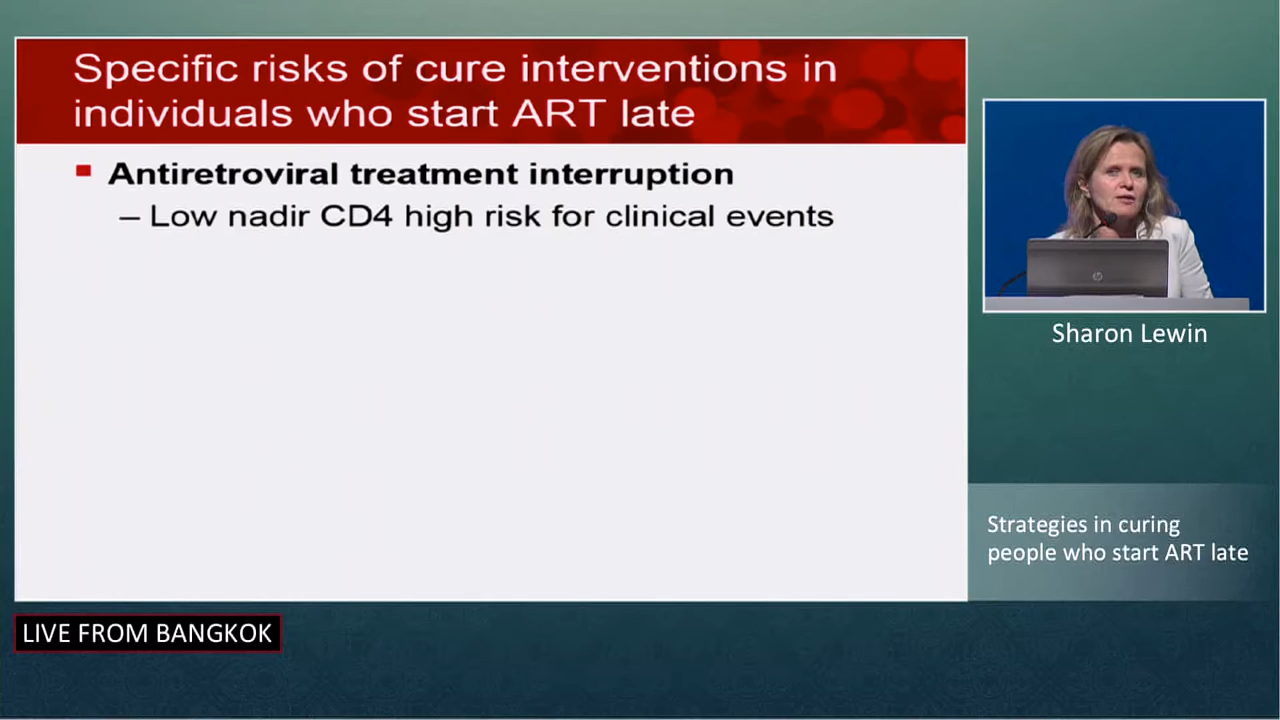 Specific risks of cure interventions in
individuals who start ART late
Antiretroviral treatment interruption
– Low nadir CD4 high risk for clinical events
Sharon Lewin
Strategies in curing
people who start ART late
LIVE FROM BANGKOK